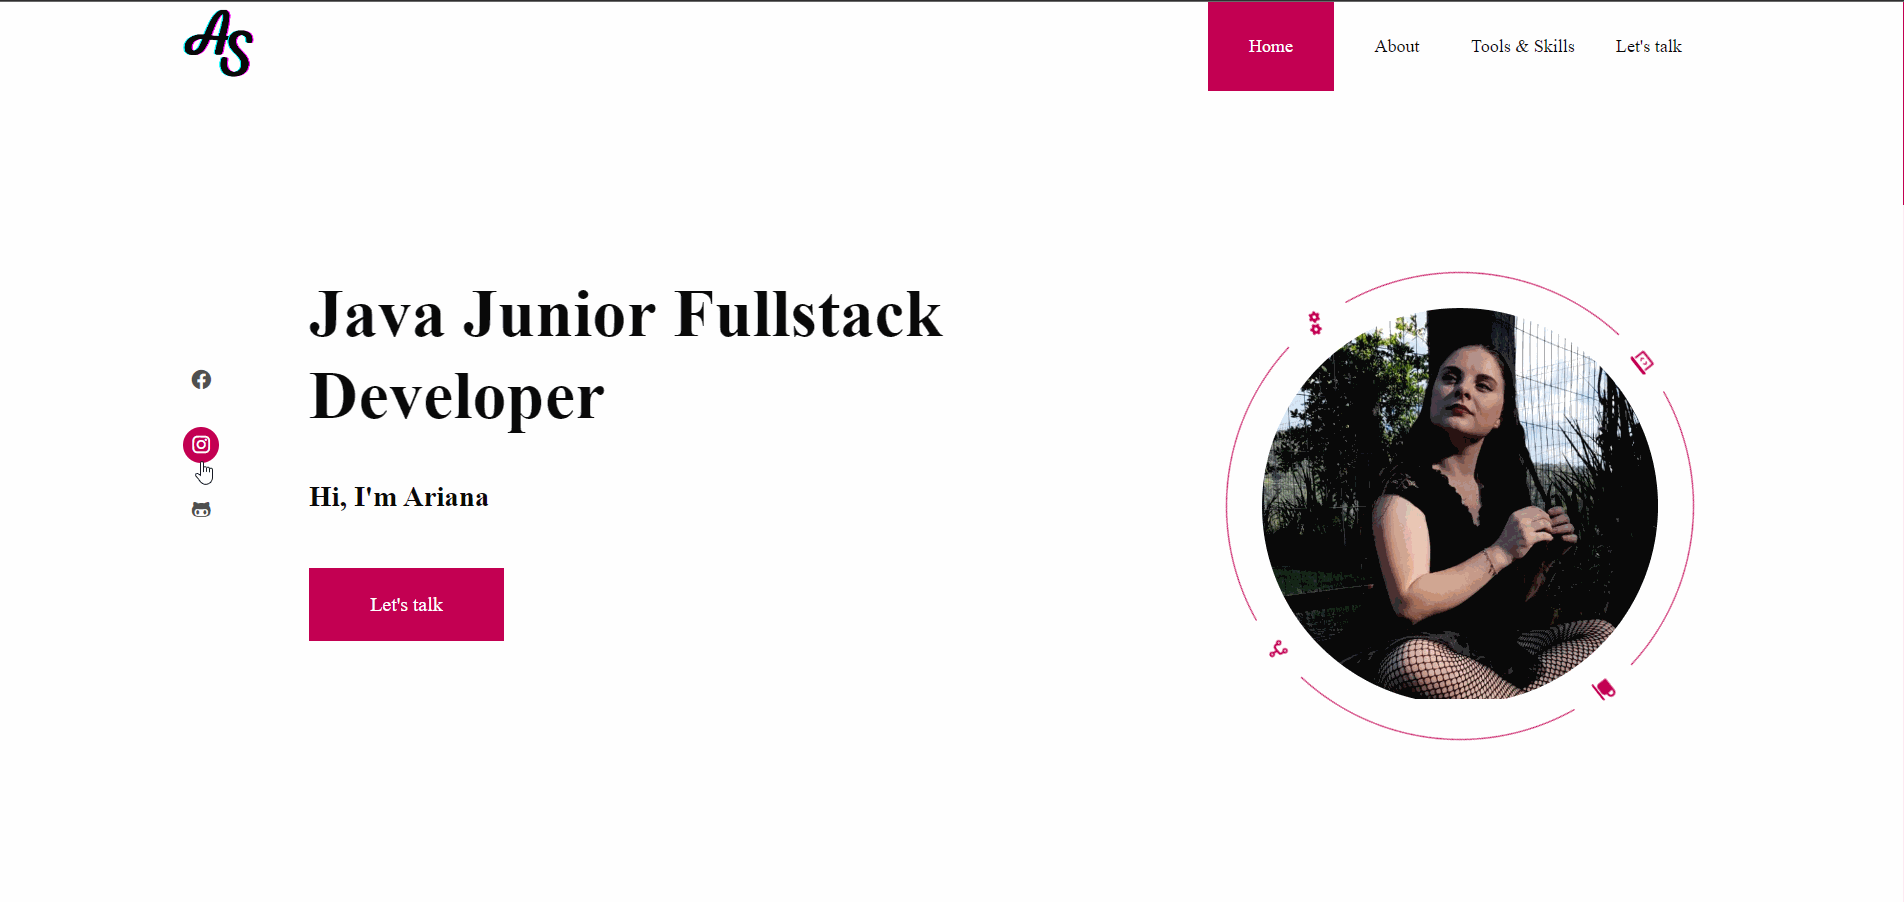 AS
Home
About
Tools & Skills
Let's talk
Java Junior Fullstack
Developer
Hi, I'm Ariana
Let's talk